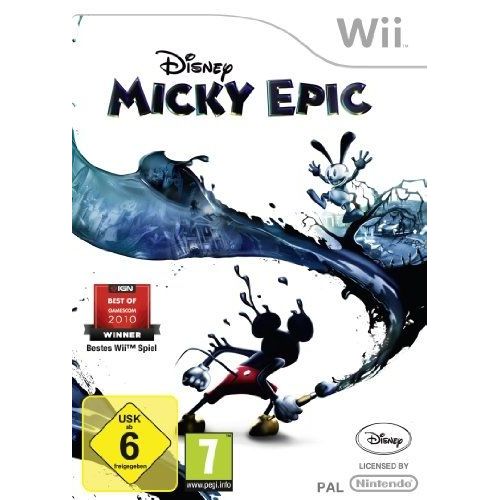 Wii™
Disney
MICKY EPIC
IGN
BEST OF
GAMESCOM
2010
WINNER
Bestes Wii™ Spiel
USK
ab
6
freigegeben
7
www.pegi.info
Disney
LICENSED BY
PAL Nintendo